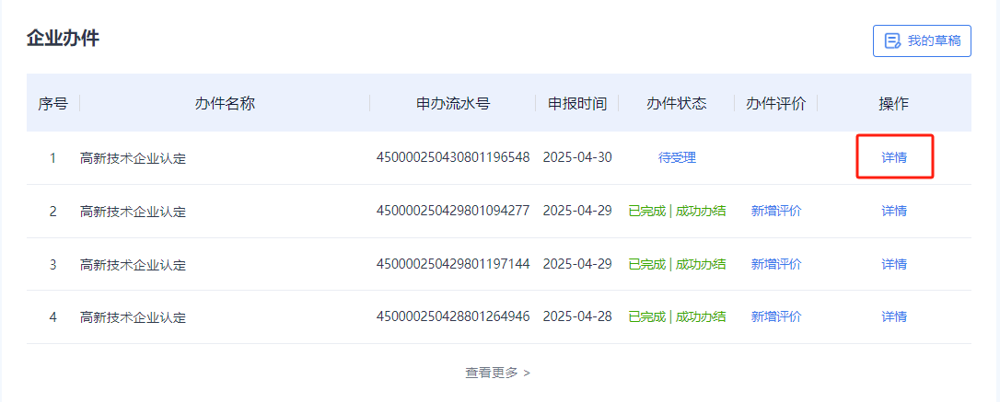 企业办件
我的草稿
序号 办件名称 申办流水号 申报时间 办件状态 办件评价 操作
1 高新技术企业认定 450000250430801196548 2025-04-30 待受理 详情
2 高新技术企业认定 450000250429801094277 2025-04-29 已完成 | 成功办结 新增评价 详情
3 高新技术企业认定 450000250429801197144 2025-04-29 已完成 | 成功办结 新增评价 详情
4 高新技术企业认定 450000250428801264946 2025-04-28 已完成 | 成功办结 新增评价 详情
查看更多 >